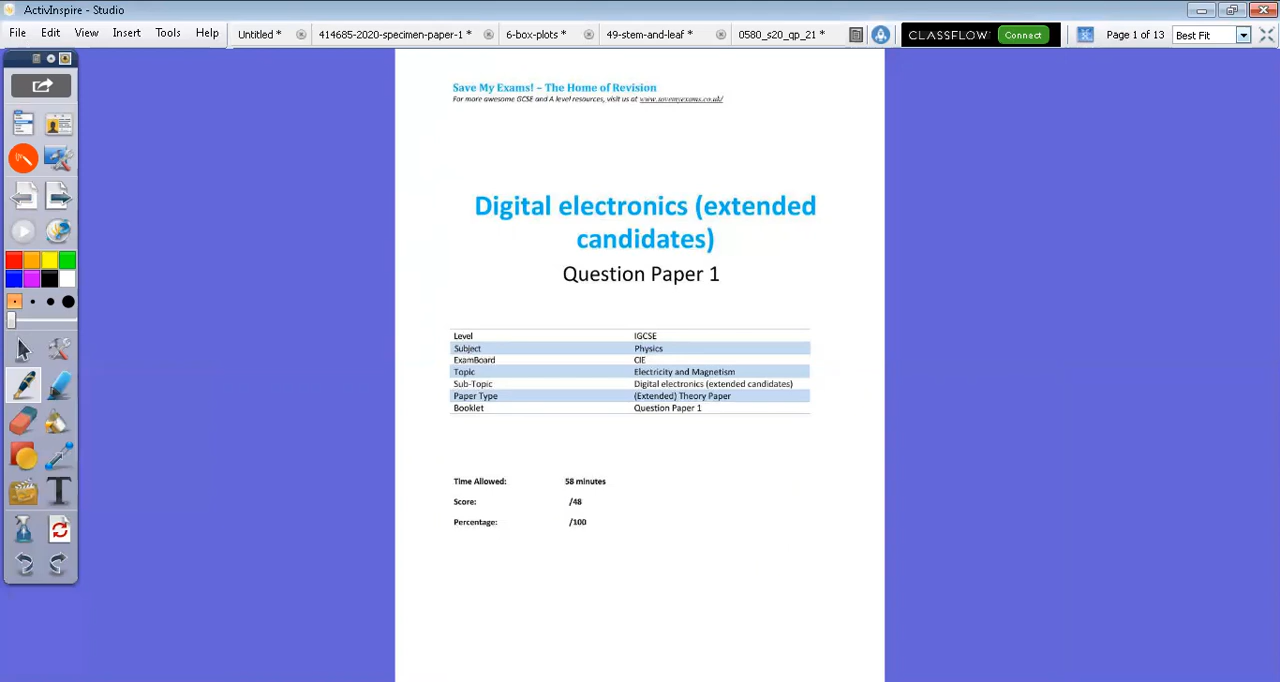 ActivInspire - Studio
File Edit View Insert Tools Help Untitled * 414685-2020-specimen-paper-1 * 6-box-plots * 49-stem-and-leaf * 0580_s20_qp_21 * CLASSFLOW Connect Page 1 of 13 Best Fit
Save My Exams! – The Home of Revision
For more awesome GCSE and A level resources, visit us at www.savemyexams.co.uk/
Digital electronics (extended
candidates)
Question Paper 1
Level IGCSE
Subject Physics
ExamBoard CIE
Topic Electricity and Magnetism
Sub-Topic Digital electronics (extended candidates)
Paper Type (Extended) Theory Paper
Booklet Question Paper 1
Time Allowed: 58 minutes
Score: /48
Percentage: /100